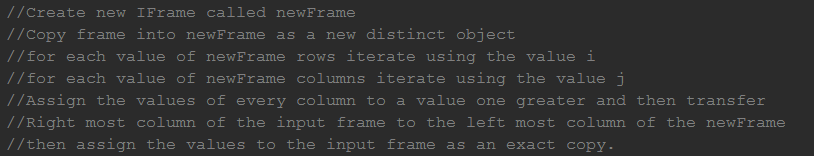 //Create new IFrame called newFrame
//Copy frame into newFrame as a new distinct object
//for each value of newFrame rows iterate using the value i
//for each value of newFrame columns iterate using the value j
//Assign the values of every column to a value one greater and then transfer
//Right most column of the input frame to the left most column of the newFrame
//then assign the values to the input frame as an exact copy.